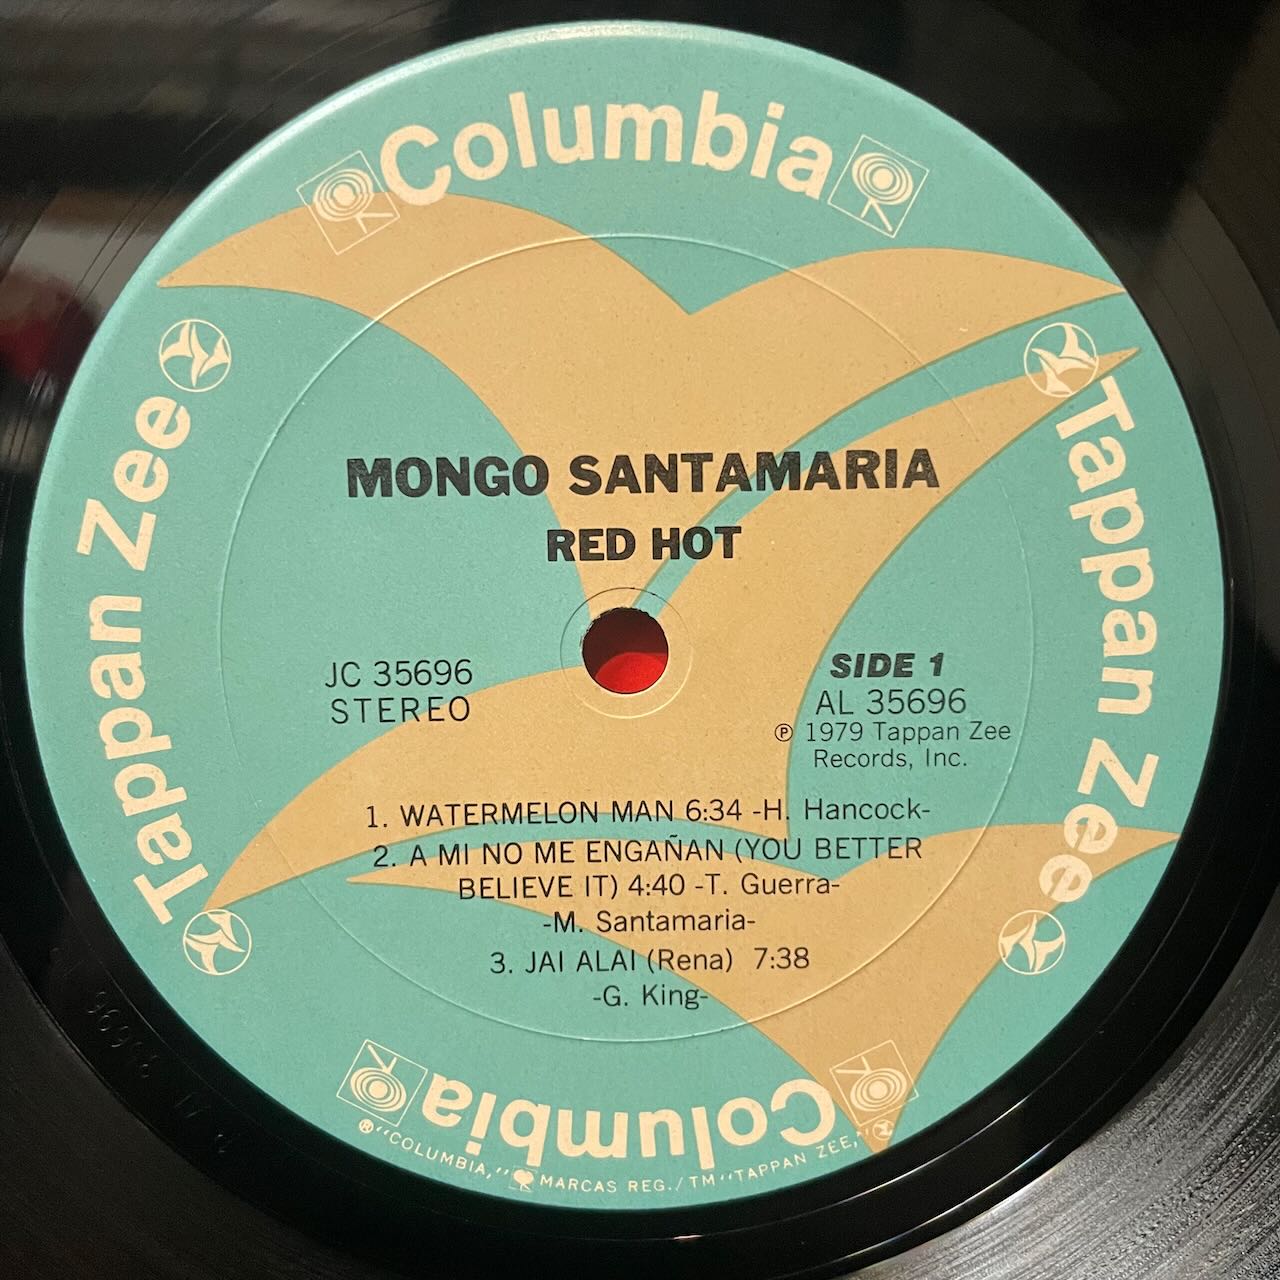 Columbia
Tappan Zee
Tappan Zee
MONGO SANTAMARIA
RED HOT
JC 35696
STEREO
SIDE 1
AL 35696
℗ 1979 Tappan Zee
Records, Inc.
1. WATERMELON MAN 6:34 -H. Hancock-
2. A MI NO ME ENGAÑAN (YOU BETTER
BELIEVE IT) 4:40 -T. Guerra-
-M. Santamaria-
3. JAI ALAI (Rena) 7:38
-G. King-
Columbia
®"COLUMBIA," MARCAS REG./TM "TAPPAN ZEE,"